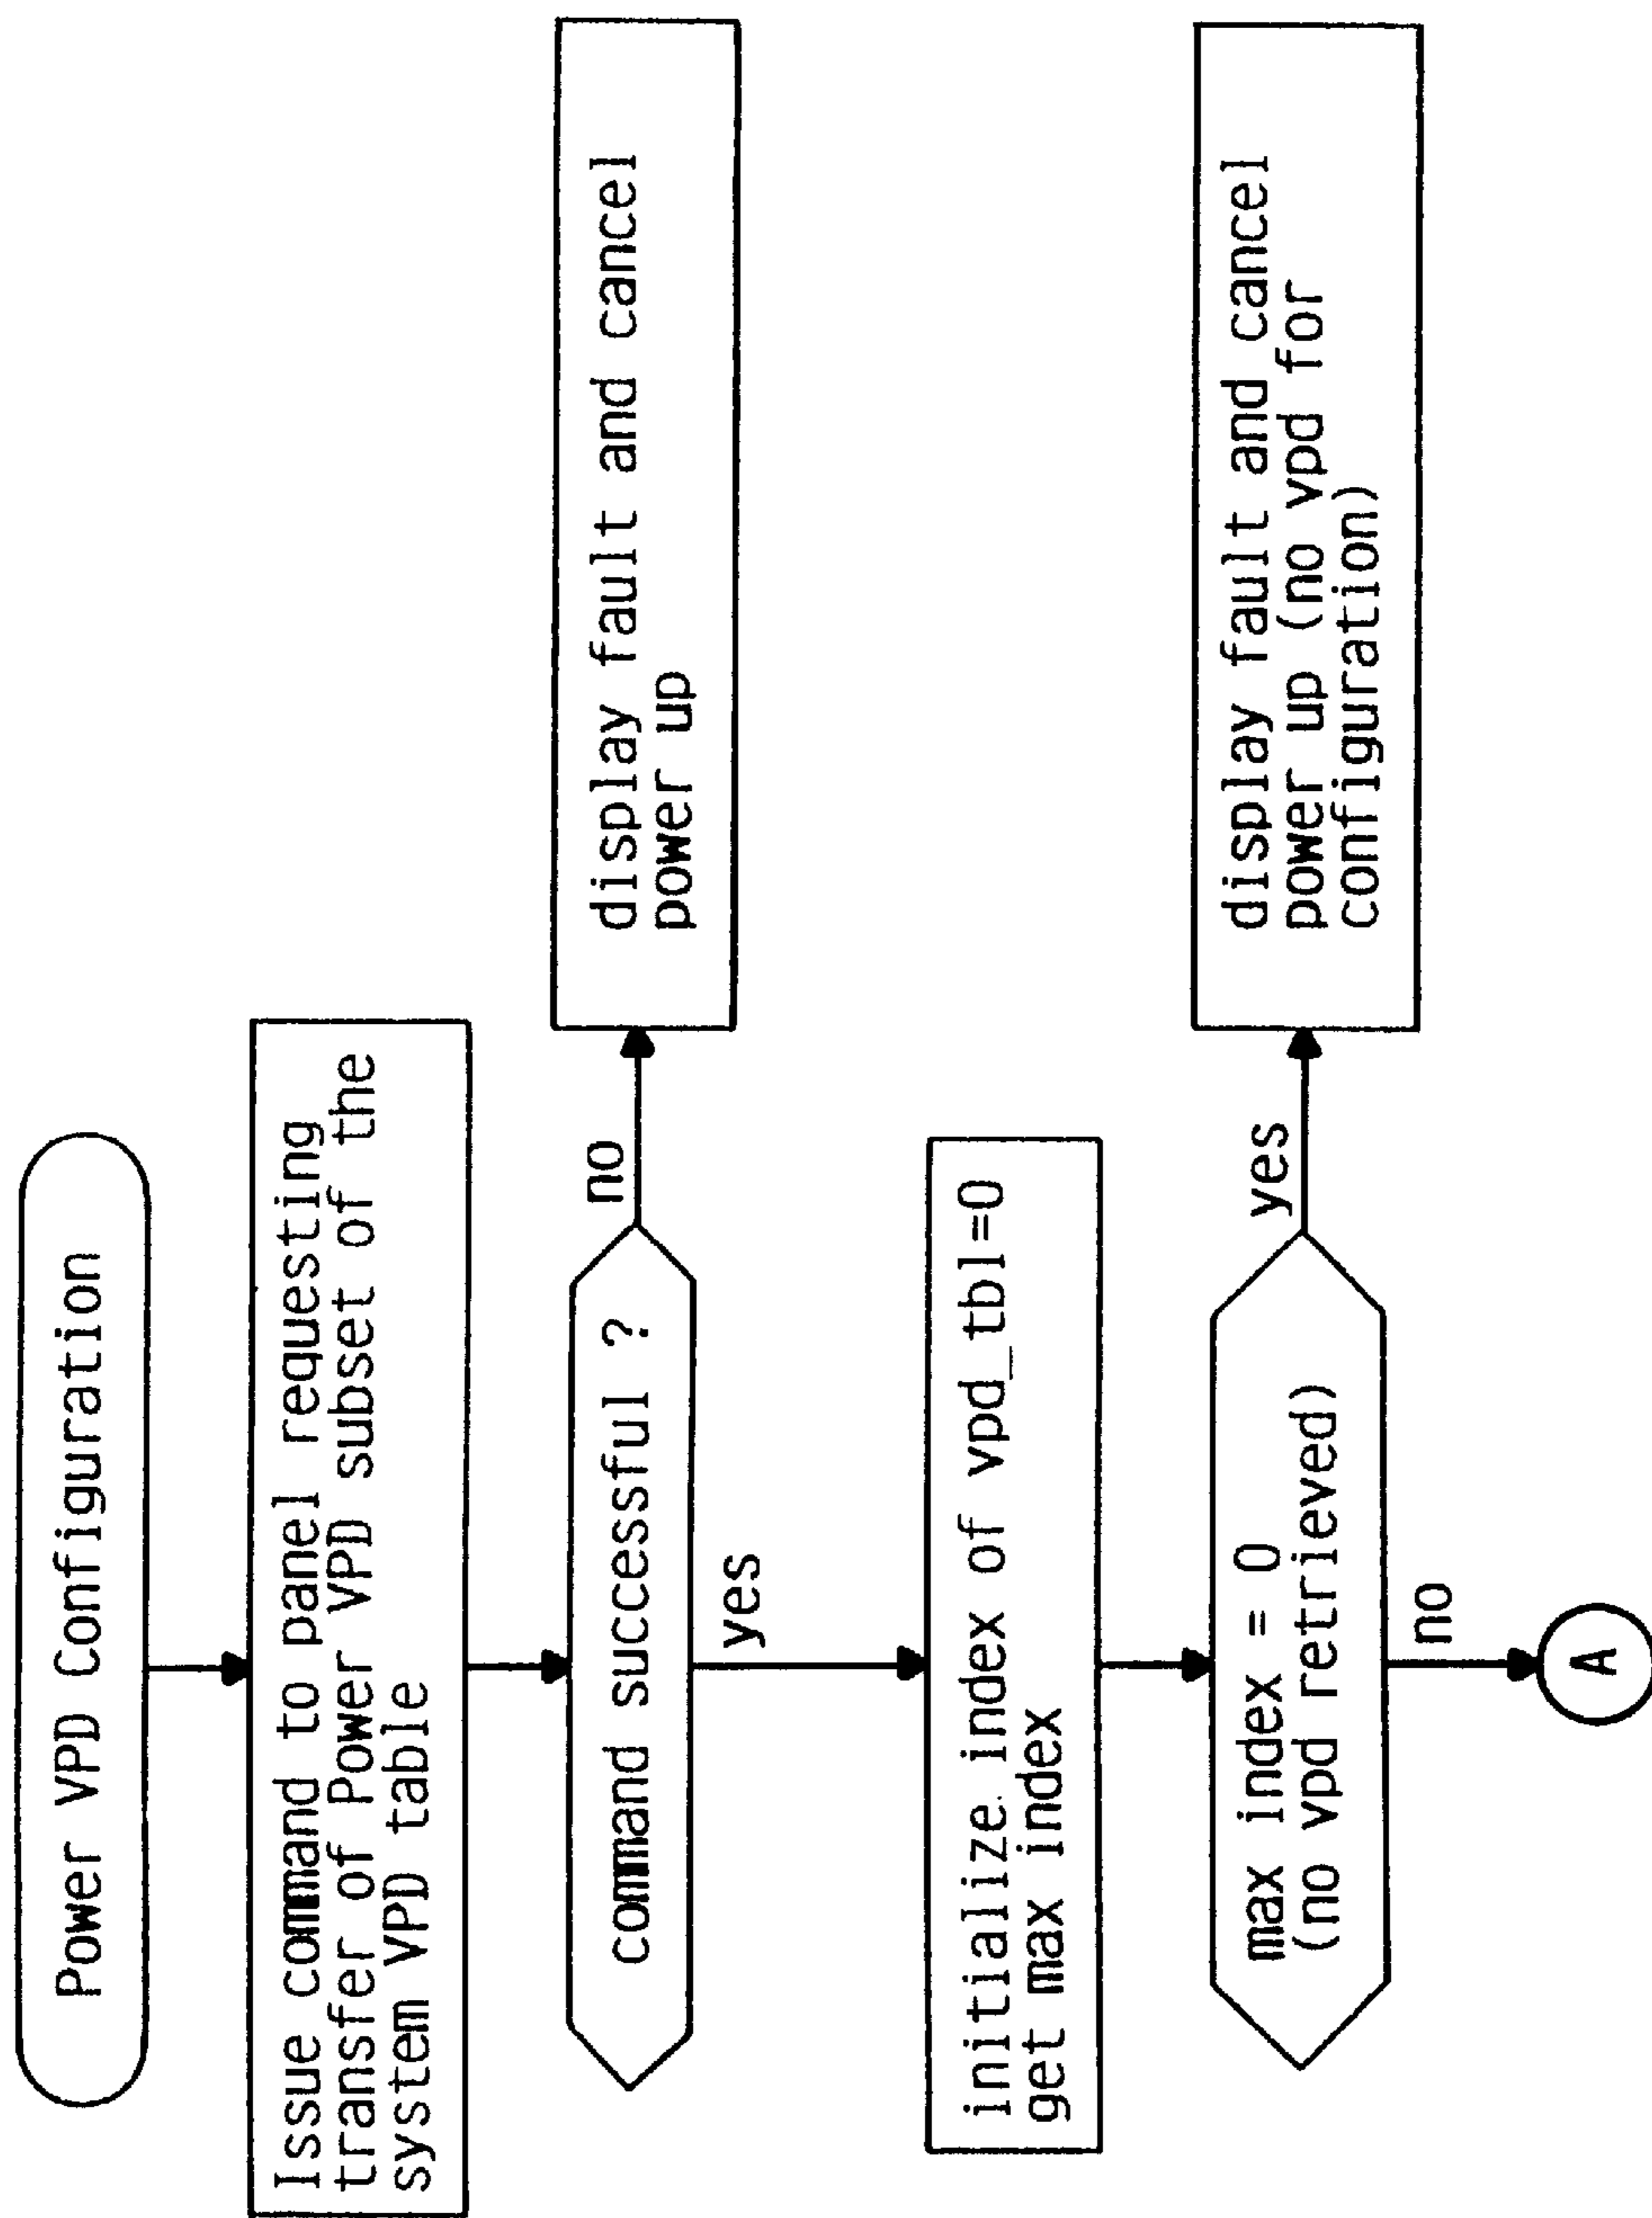 Power VPD Configuration
Issue command to panel requesting
transfer of Power VPD subset of the
system VPD table
command successful ?
no
display fault and cancel
power up
yes
initialize index of vpd_tbl=0
get max index
max index = 0
(no vpd retrieved)
yes
display fault and cancel
power up (no vpd for
configuration)
no
A